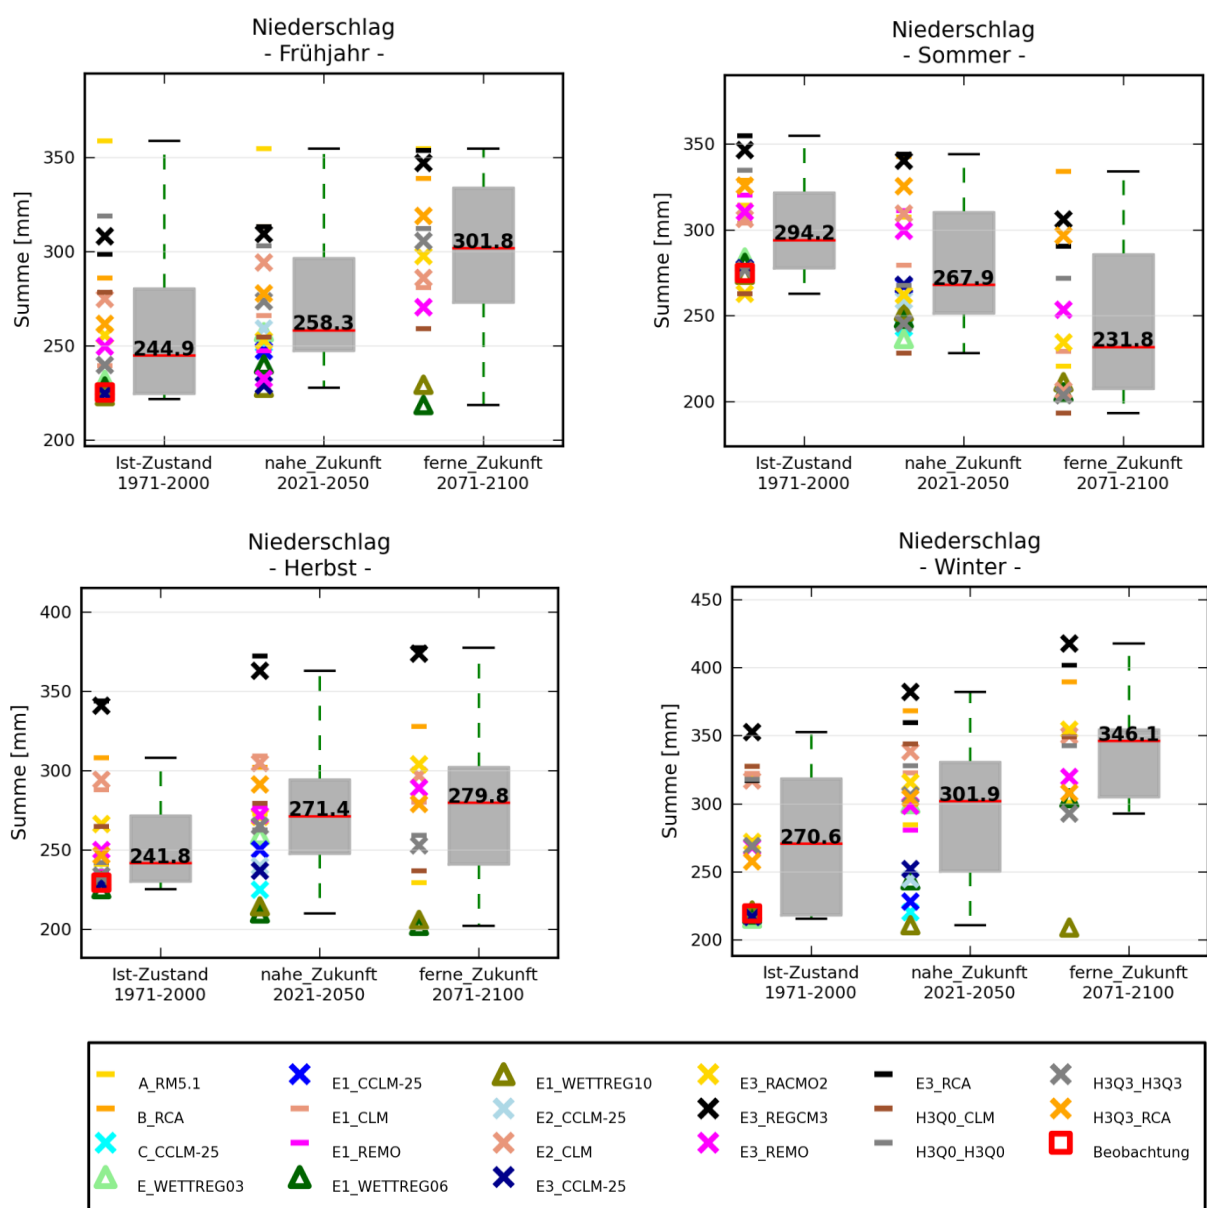 Niederschlag
- Frühjahr -
Summe [mm]
350
300
250
200
244.9
258.3
301.8
Ist-Zustand
1971-2000
nahe_Zukunft
2021-2050
ferne_Zukunft
2071-2100
Niederschlag
- Sommer -
Summe [mm]
350
300
250
200
294.2
267.9
231.8
Ist-Zustand
1971-2000
nahe_Zukunft
2021-2050
ferne_Zukunft
2071-2100
Niederschlag
- Herbst -
Summe [mm]
400
350
300
250
200
241.8
271.4
279.8
Ist-Zustand
1971-2000
nahe_Zukunft
2021-2050
ferne_Zukunft
2071-2100
Niederschlag
- Winter -
Summe [mm]
450
400
350
300
250
200
270.6
301.9
346.1
Ist-Zustand
1971-2000
nahe_Zukunft
2021-2050
ferne_Zukunft
2071-2100
A_RM5.1
B_RCA
C_CCLM-25
E_WETTREG03
E1_CCLM-25
E1_CLM
E1_REMO
E1_WETTREG06
E1_WETTREG10
E2_CCLM-25
E2_CLM
E3_CCLM-25
E3_RACMO2
E3_REGCM3
E3_REMO
E3_RCA
H3Q0_CLM
H3Q0_H3Q0
H3Q3_H3Q3
H3Q3_RCA
Beobachtung